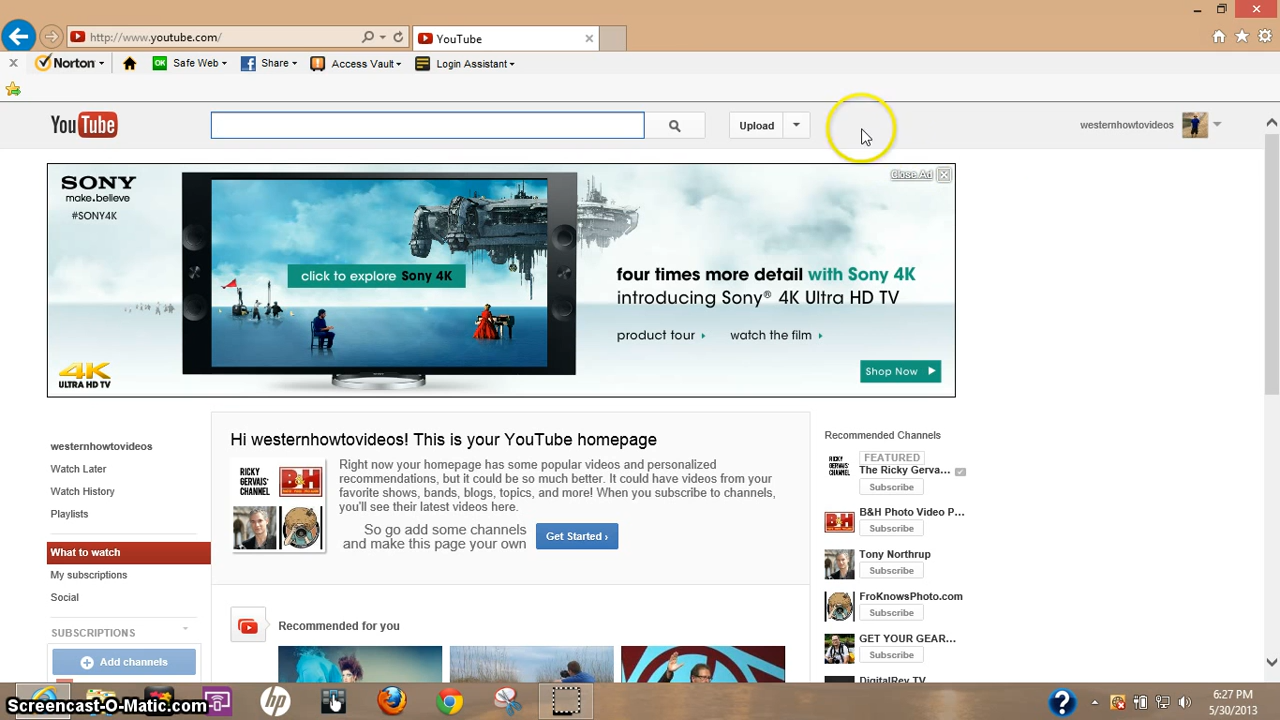 http://www.youtube.com/
YouTube
Norton
OK Safe Web
Share
Access Vault
Login Assistant
YouTube
Upload
westernhowtovideos
SONY
make.believe
#SONY4K
Close Ad
click to explore Sony 4K
four times more detail with Sony 4K
introducing Sony® 4K Ultra HD TV
product tour
watch the film
4K
ULTRA HD TV
Shop Now
westernhowtovideos
Watch Later
Watch History
Playlists
What to watch
My subscriptions
Social
SUBSCRIPTIONS
Add channels
Hi westernhowtovideos! This is your YouTube homepage
RICKY
GERVAIS'
CHANNEL
B&H
Right now your homepage has some popular videos and personalized
recommendations, but it could be so much better. It could have videos from your
favorite shows, bands, blogs, topics, and more! When you subscribe to channels,
you'll see their latest videos here.
So go add some channels
and make this page your own
Get Started ›
Recommended for you
Recommended Channels
RICKY
GERVAIS'
CHANNEL
FEATURED
The Ricky Gerva...
Subscribe
B&H
B&H Photo Video P...
Subscribe
Tony Northrup
Subscribe
FroKnowsPhoto.com
Subscribe
GET YOUR GEAR...
Subscribe
DigitalRev TV
Screencast-O-Matic.com
hp
?
6:27 PM
5/30/2013